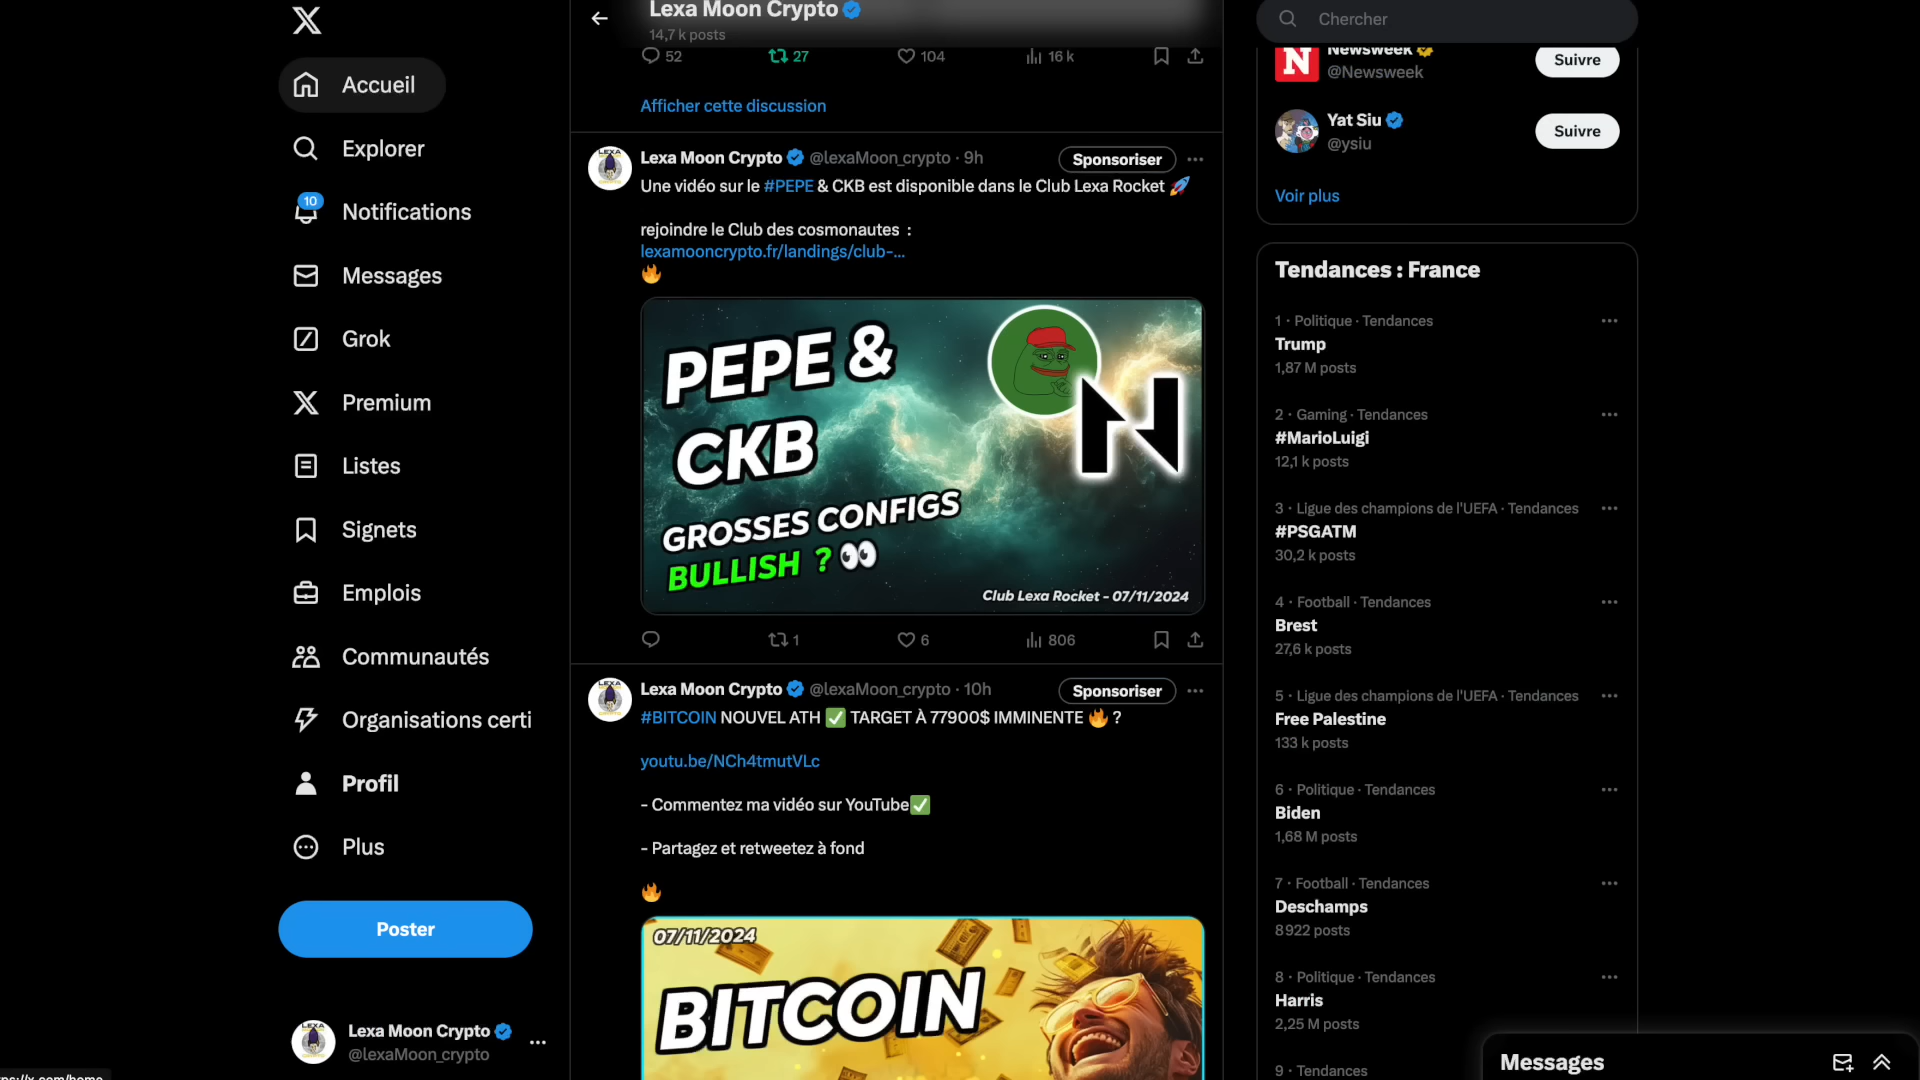 Accueil
Explorer
10
Notifications
Messages
Grok
Premium
Listes
Signets
Emplois
Communautés
Organisations certi
Profil
Plus
Poster
Lexa Moon Crypto
@lexaMoon_crypto
Lexa Moon Crypto
14,7 k posts
52 27 104 16 k
Afficher cette discussion
Lexa Moon Crypto @lexaMoon_crypto · 9h
Sponsoriser
Une vidéo sur le #PEPE & CKB est disponible dans le Club Lexa Rocket 🚀
rejoindre le Club des cosmonautes :
lexamooncrypto.fr/landings/club-…
🔥
PEPE &
CKB
GROSSES CONFIGS
BULLISH ? 👀
Club Lexa Rocket - 07/11/2024
1 6 806
Lexa Moon Crypto @lexaMoon_crypto · 10h
Sponsoriser
#BITCOIN NOUVEL ATH ✅ TARGET À 77900$ IMMINENTE 🔥 ?
youtu.be/NCh4tmutVLc
- Commentez ma vidéo sur YouTube✅
- Partagez et retweetez à fond
🔥
07/11/2024
BITCOIN
Chercher
Newsweek
@Newsweek
Suivre
Yat Siu
@ysiu
Suivre
Voir plus
Tendances : France
1 · Politique · Tendances
Trump
1,87 M posts
2 · Gaming · Tendances
#MarioLuigi
12,1 k posts
3 · Ligue des champions de l'UEFA · Tendances
#PSGATM
30,2 k posts
4 · Football · Tendances
Brest
27,6 k posts
5 · Ligue des champions de l'UEFA · Tendances
Free Palestine
133 k posts
6 · Politique · Tendances
Biden
1,68 M posts
7 · Football · Tendances
Deschamps
8 922 posts
8 · Politique · Tendances
Harris
2,25 M posts
9 · Tendances
Messages